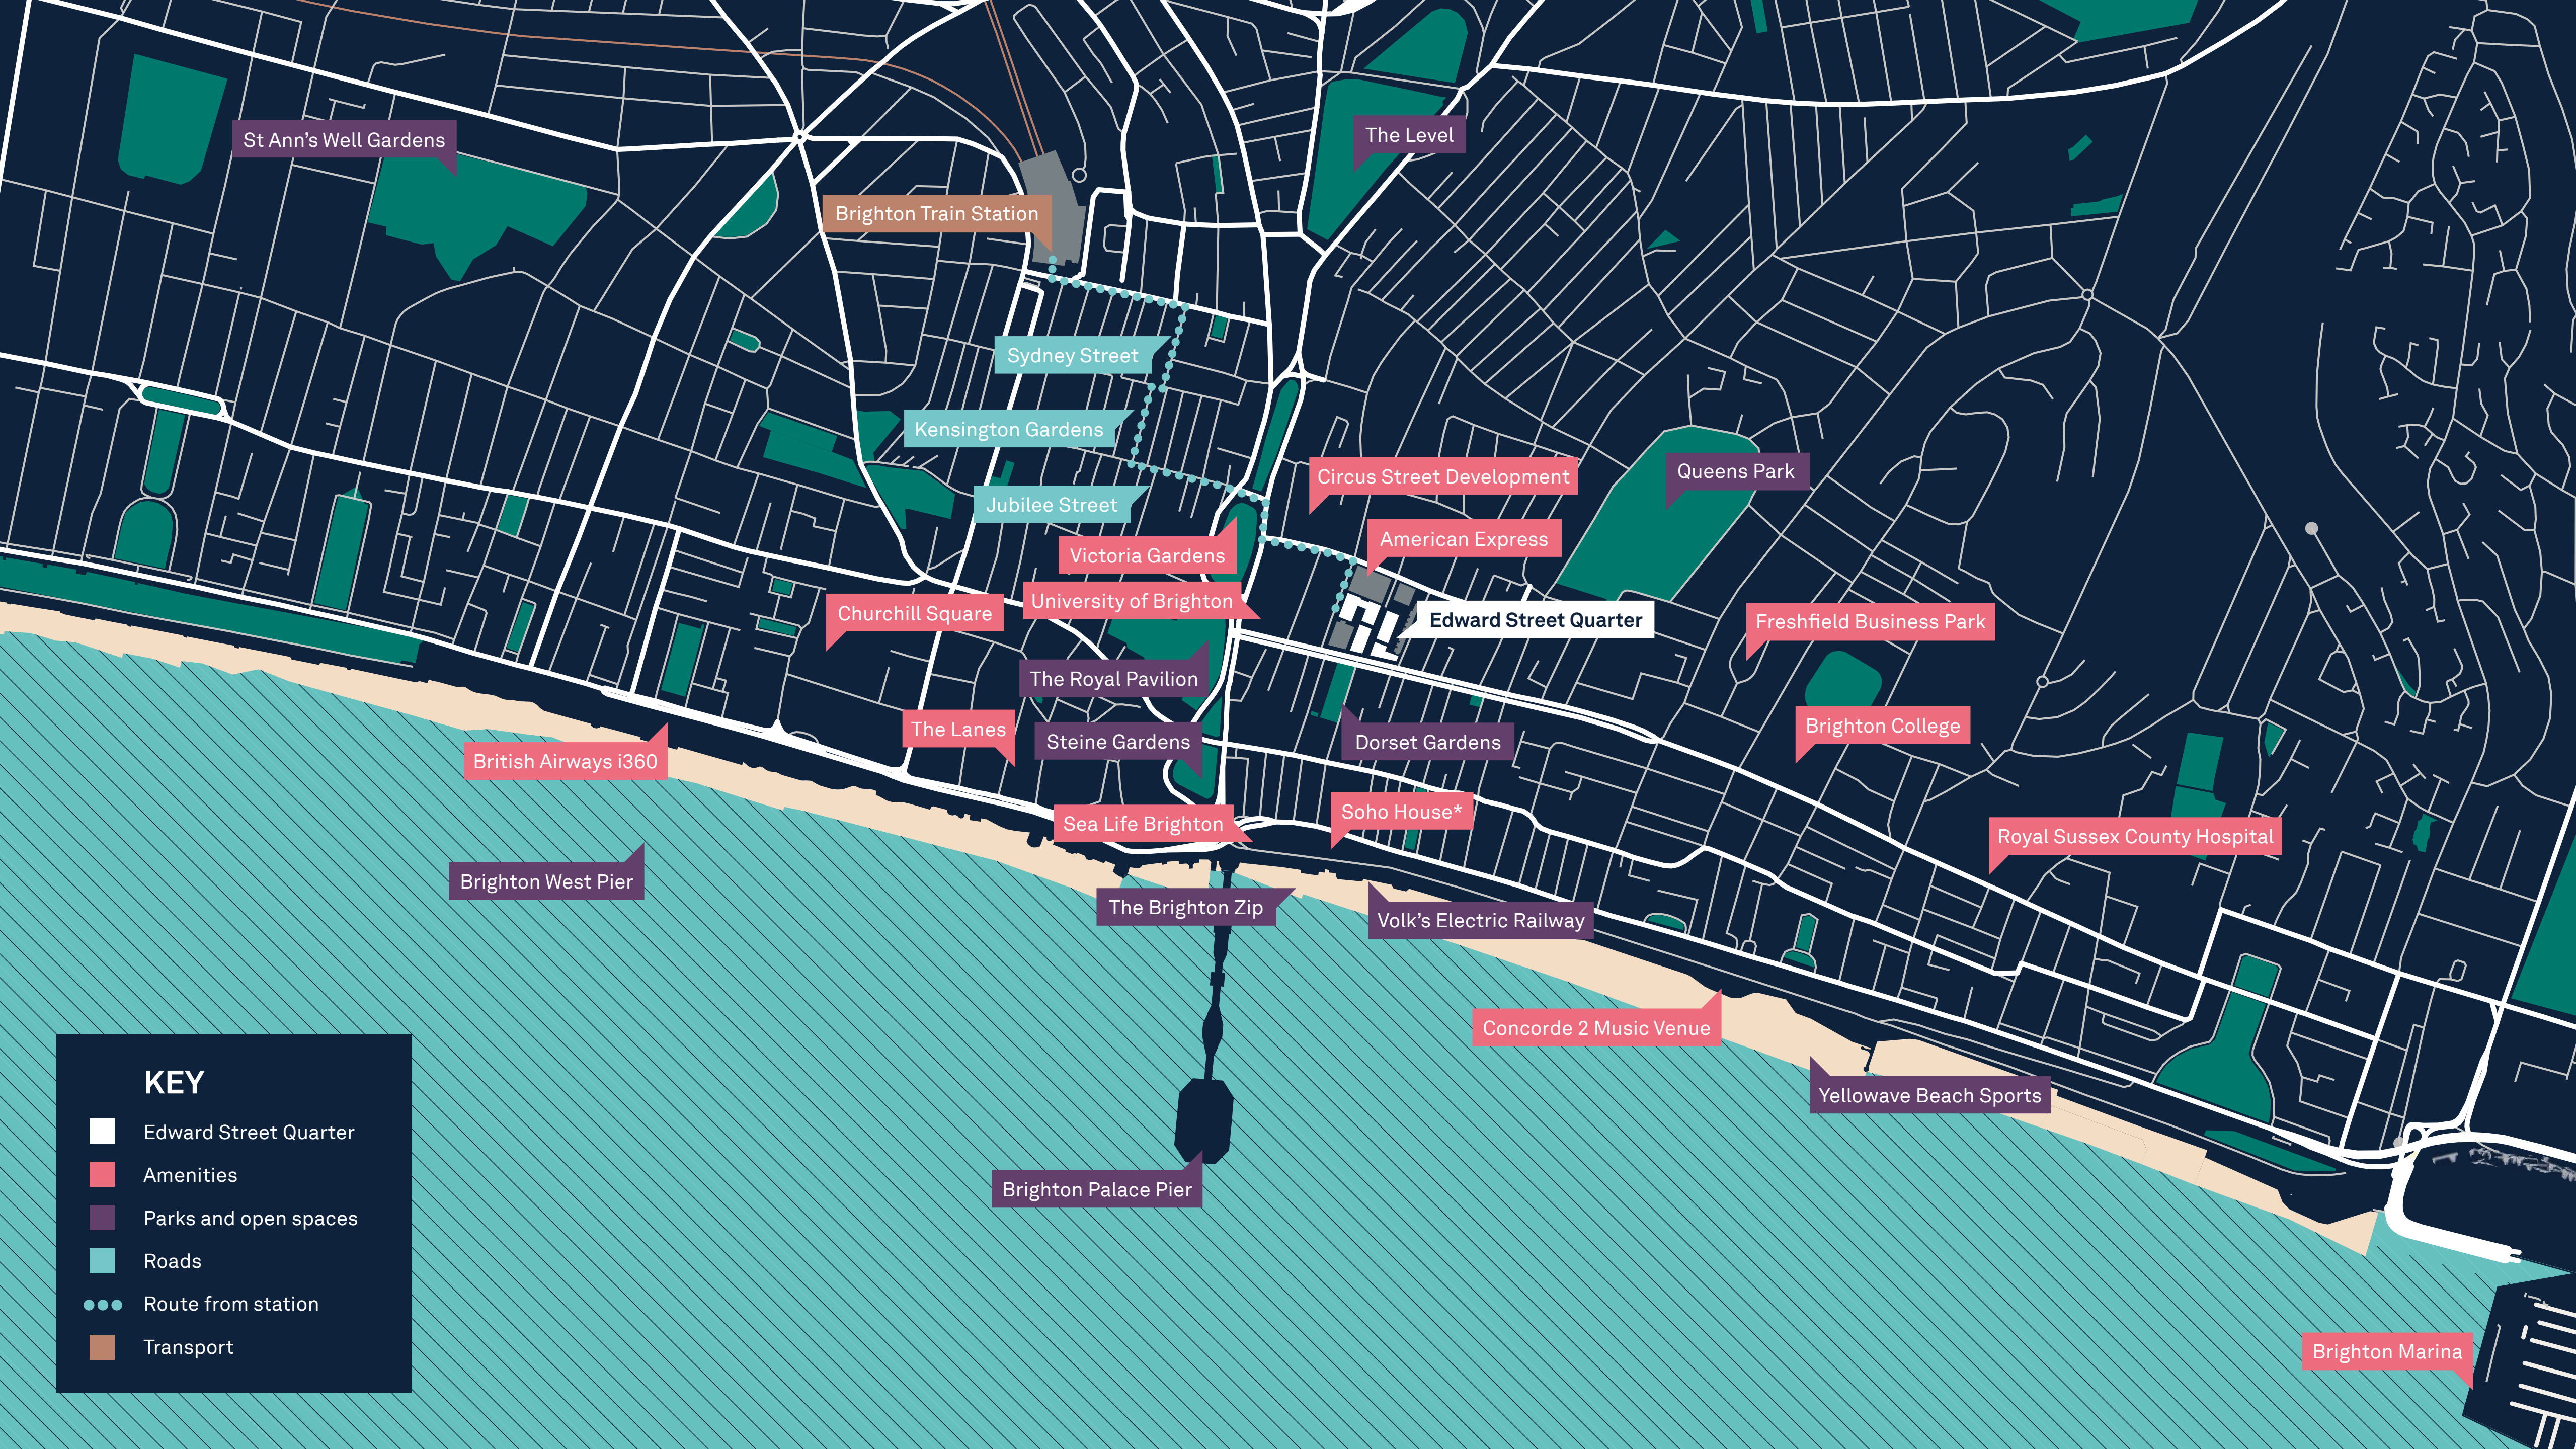 The Level
St Ann's Well Gardens
Brighton Train Station
Sydney Street
Kensington Gardens
Circus Street Development
Queens Park
Jubilee Street
American Express
Victoria Gardens
University of Brighton
Churchill Square
Edward Street Quarter
Freshfield Business Park
The Royal Pavilion
The Lanes
Brighton College
Steine Gardens
Dorset Gardens
British Airways i360
Soho House*
Sea Life Brighton
Royal Sussex County Hospital
Brighton West Pier
The Brighton Zip
Volk's Electric Railway
Concorde 2 Music Venue
Yellowave Beach Sports
Brighton Palace Pier
Brighton Marina
KEY
Edward Street Quarter
Amenities
Parks and open spaces
Roads
Route from station
Transport